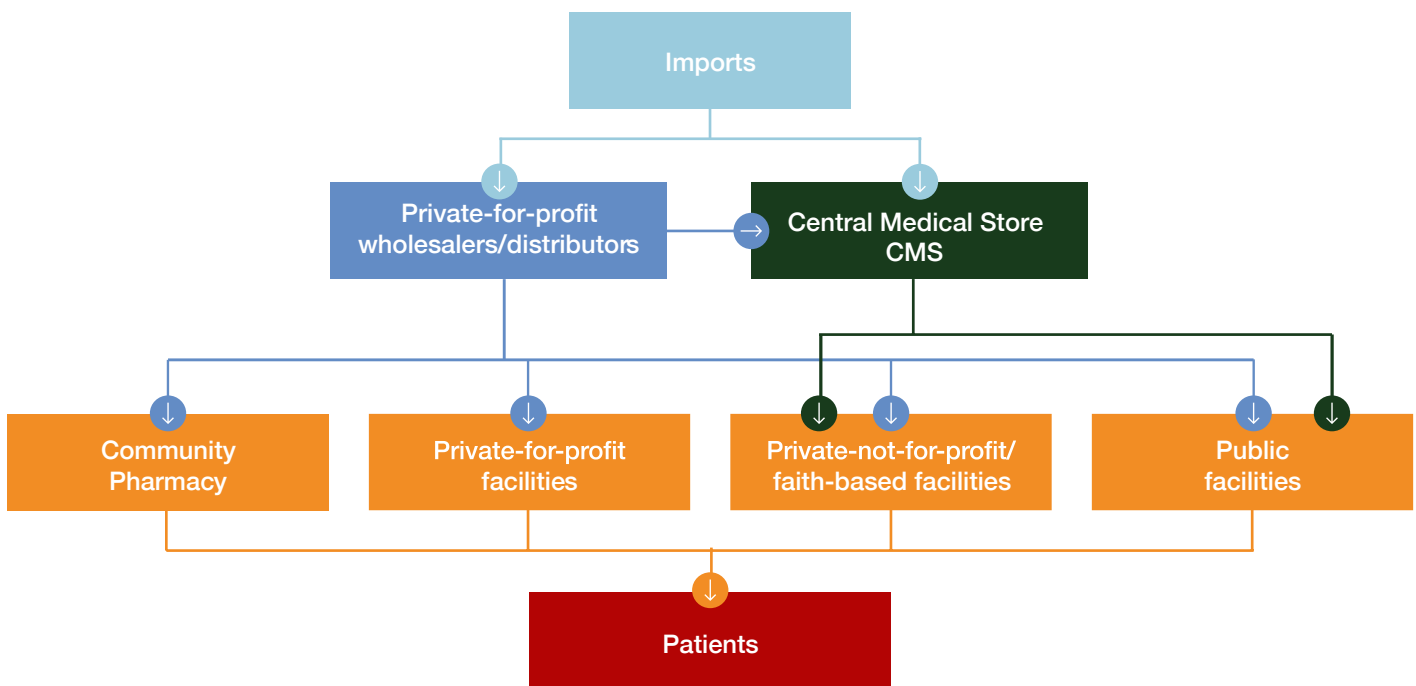 Imports
Private-for-profit
wholesalers/distributors
Central Medical Store
CMS
Community
Pharmacy
Private-for-profit
facilities
Private-not-for-profit/
faith-based facilities
Public
facilities
Patients